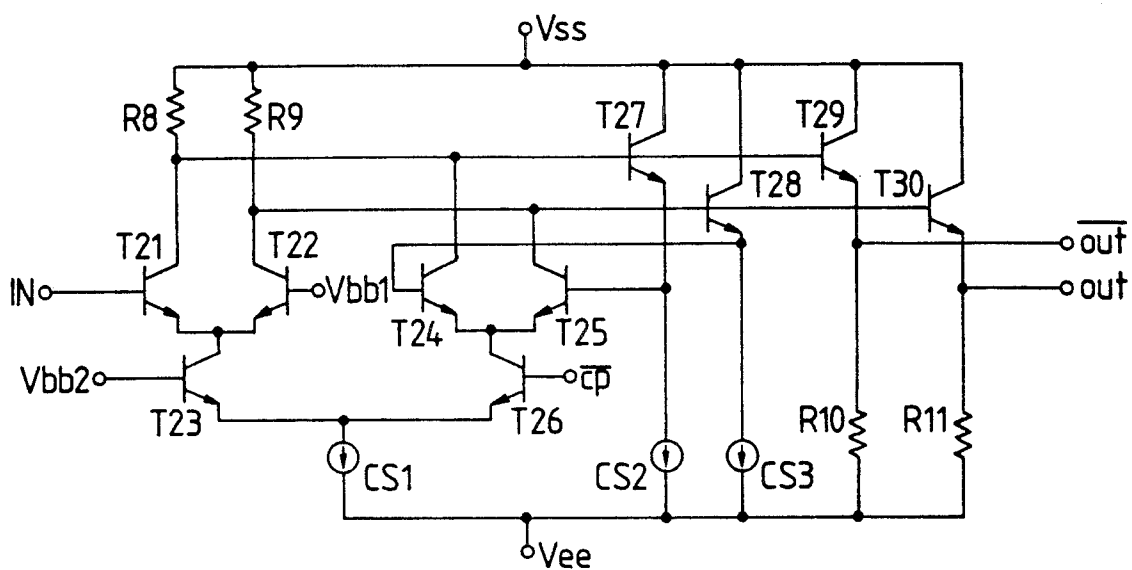 Vss
R8
R9
T27
T29
T28
T30
T21
T22
out
IN
Vbb1
out
T24
T25
Vbb2
cp
T23
T26
R10
R11
CS1
CS2
CS3
Vee